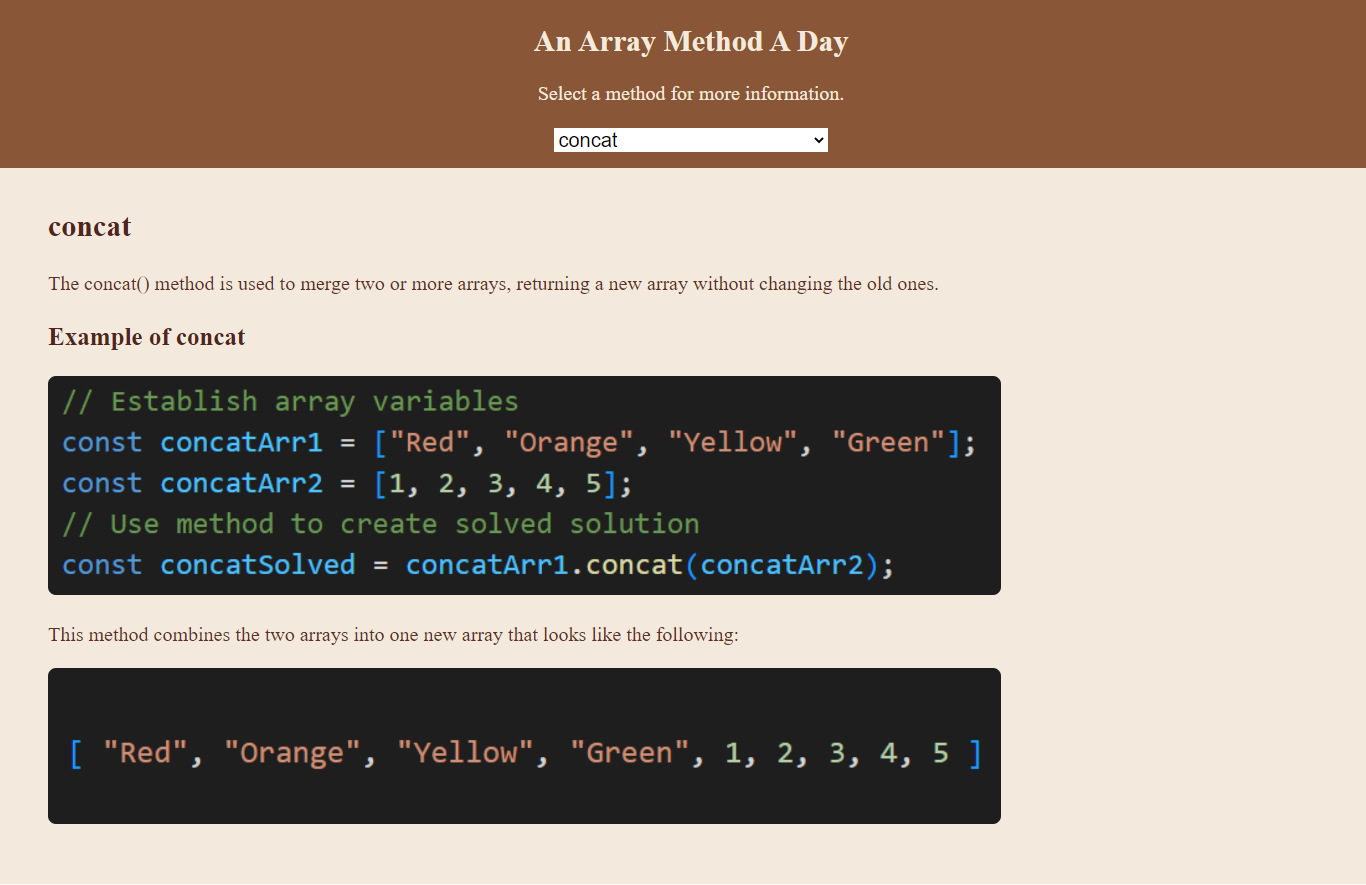 An Array Method A Day
Select a method for more information.
concat
concat
The concat() method is used to merge two or more arrays, returning a new array without changing the old ones.
Example of concat
// Establish array variables
const concatArr1 = ["Red", "Orange", "Yellow", "Green"];
const concatArr2 = [1, 2, 3, 4, 5];
// Use method to create solved solution
const concatSolved = concatArr1.concat(concatArr2);
This method combines the two arrays into one new array that looks like the following:
[ "Red", "Orange", "Yellow", "Green", 1, 2, 3, 4, 5 ]